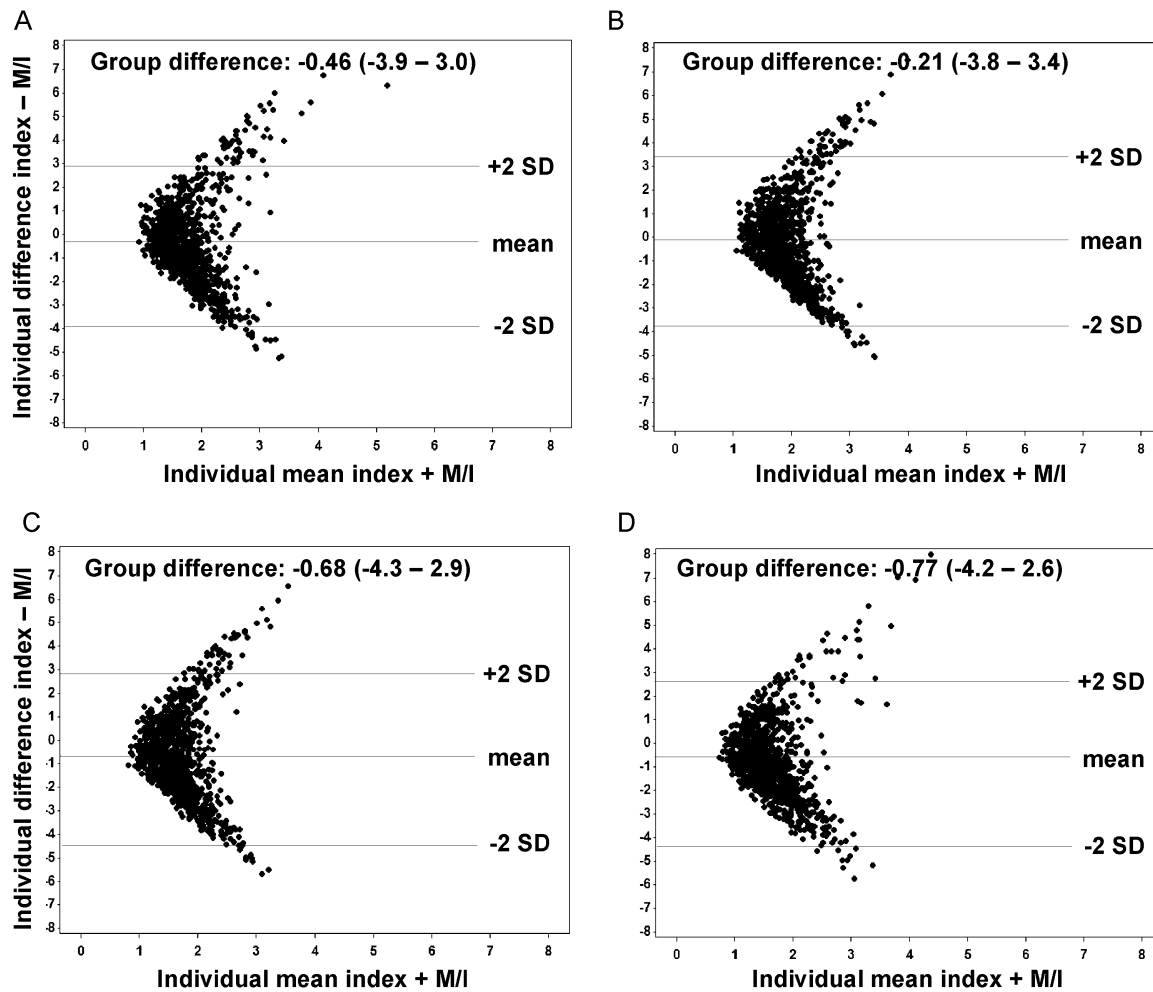 A
Group difference: -0.46 (-3.9 – 3.0)
Individual difference index – M/I
8
7
6
5
4
3
2
1
0
-1
-2
-3
-4
-5
-6
-7
-8
+2 SD
mean
-2 SD
0 1 2 3 4 5 6 7 8
Individual mean index + M/I
B
Group difference: -0.21 (-3.8 – 3.4)
8
7
6
5
4
3
2
1
0
-1
-2
-3
-4
-5
-6
-7
-8
+2 SD
mean
-2 SD
0 1 2 3 4 5 6 7 8
Individual mean index + M/I
C
Group difference: -0.68 (-4.3 – 2.9)
Individual difference index – M/I
8
7
6
5
4
3
2
1
0
-1
-2
-3
-4
-5
-6
-7
-8
+2 SD
mean
-2 SD
0 1 2 3 4 5 6 7 8
Individual mean index + M/I
D
Group difference: -0.77 (-4.2 – 2.6)
8
7
6
5
4
3
2
1
0
-1
-2
-3
-4
-5
-6
-7
-8
+2 SD
mean
-2 SD
0 1 2 3 4 5 6 7 8
Individual mean index + M/I